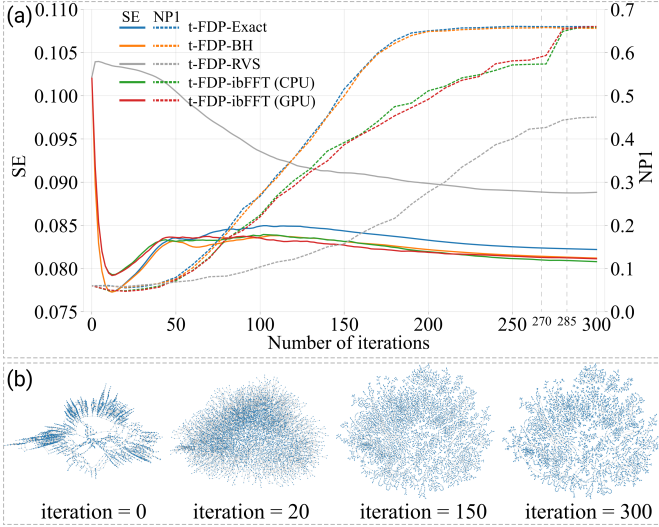 (a)
SE NP1
t-FDP-Exact
t-FDP-BH
t-FDP-RVS
t-FDP-ibFFT (CPU)
t-FDP-ibFFT (GPU)
0.110
0.105
0.100
0.095
0.090
0.085
0.080
0.075
SE
0.7
0.6
0.5
0.4
0.3
0.2
0.1
0.0
NP1
0 50 100 150 200 250 270 285 300
Number of iterations
(b)
iteration = 0 iteration = 20 iteration = 150 iteration = 300